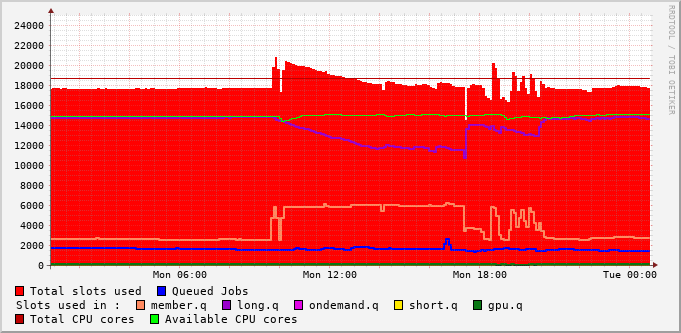 RRDTOOL / TOBI OETIKER
24000
22000
20000
18000
16000
14000
12000
10000
8000
6000
4000
2000
0
Mon 06:00 Mon 12:00 Mon 18:00 Tue 00:00
Total slots used Queued Jobs
Slots used in : member.q long.q ondemand.q short.q gpu.q
Total CPU cores Available CPU cores